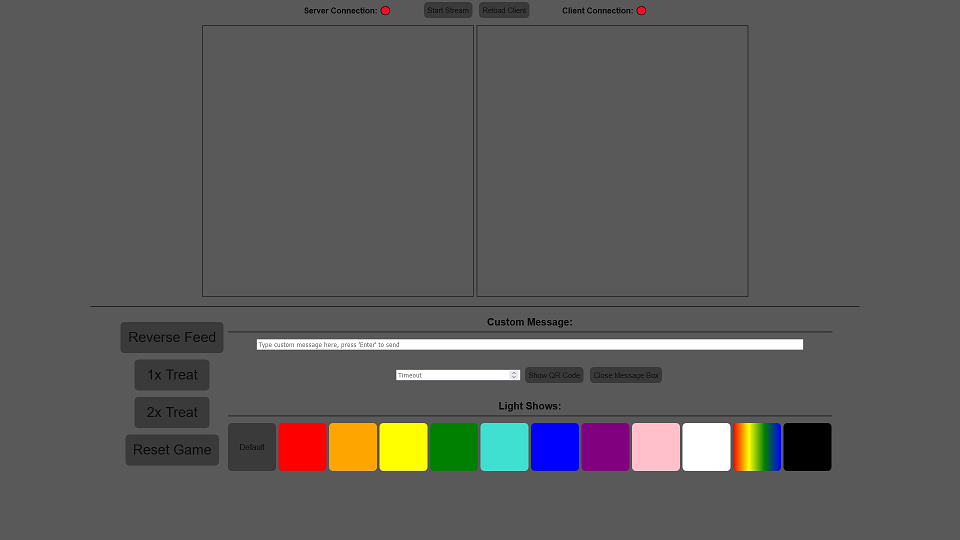 Server Connection:
Start Stream
Reload Client
Client Connection:
Reverse Feed
1x Treat
2x Treat
Reset Game
Custom Message:
Type custom message here, press 'Enter' to send
Timeout
Show QR Code
Close Message Box
Light Shows:
Default